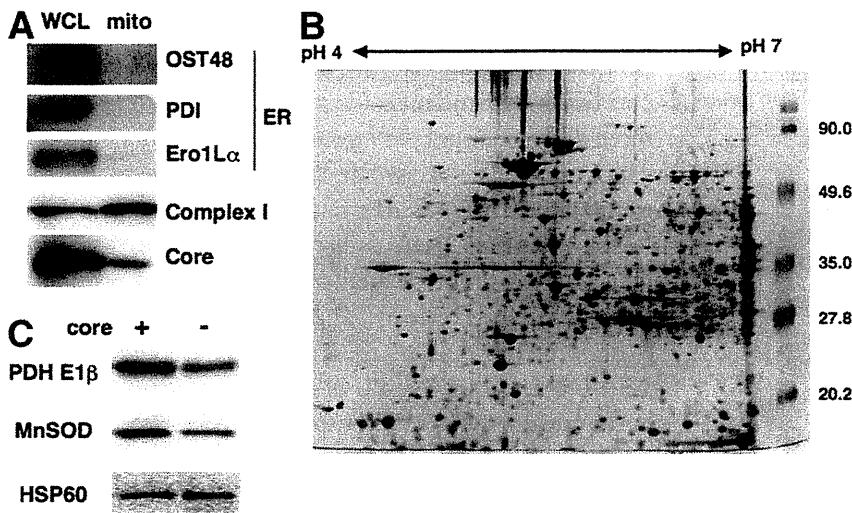 A
WCL mito
OST48
PDI
Ero1Lα
ER
Complex I
Core
B
pH 4
pH 7
90.0
49.6
35.0
27.8
20.2
C
core + -
PDH E1β
MnSOD
HSP60